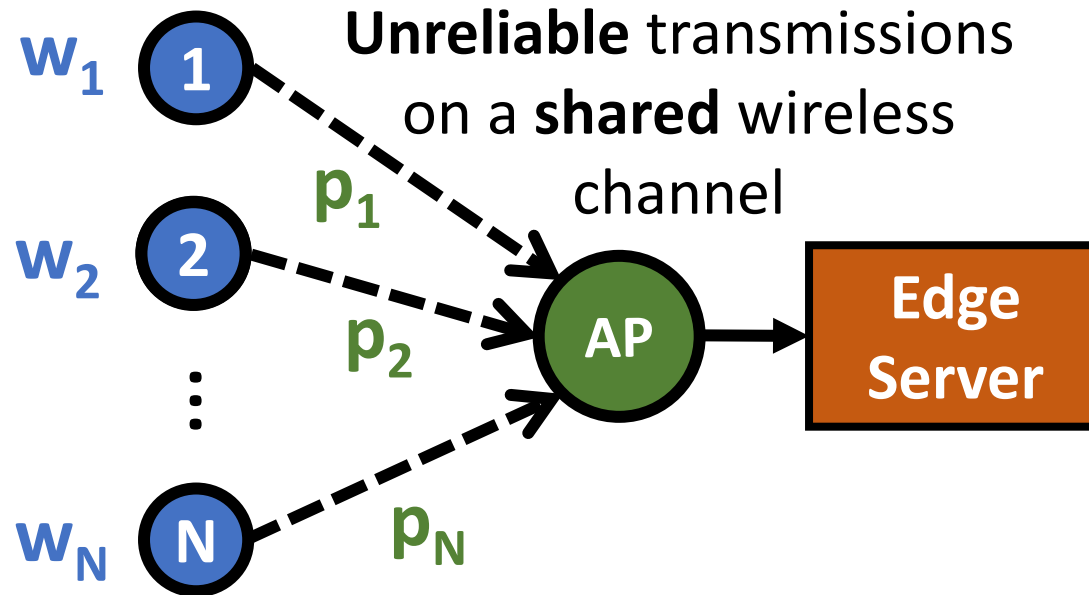 Unreliable transmissions
on a shared wireless
channel
w1
1
p1
w2
2
p2
AP
Edge
Server
wN
N
pN